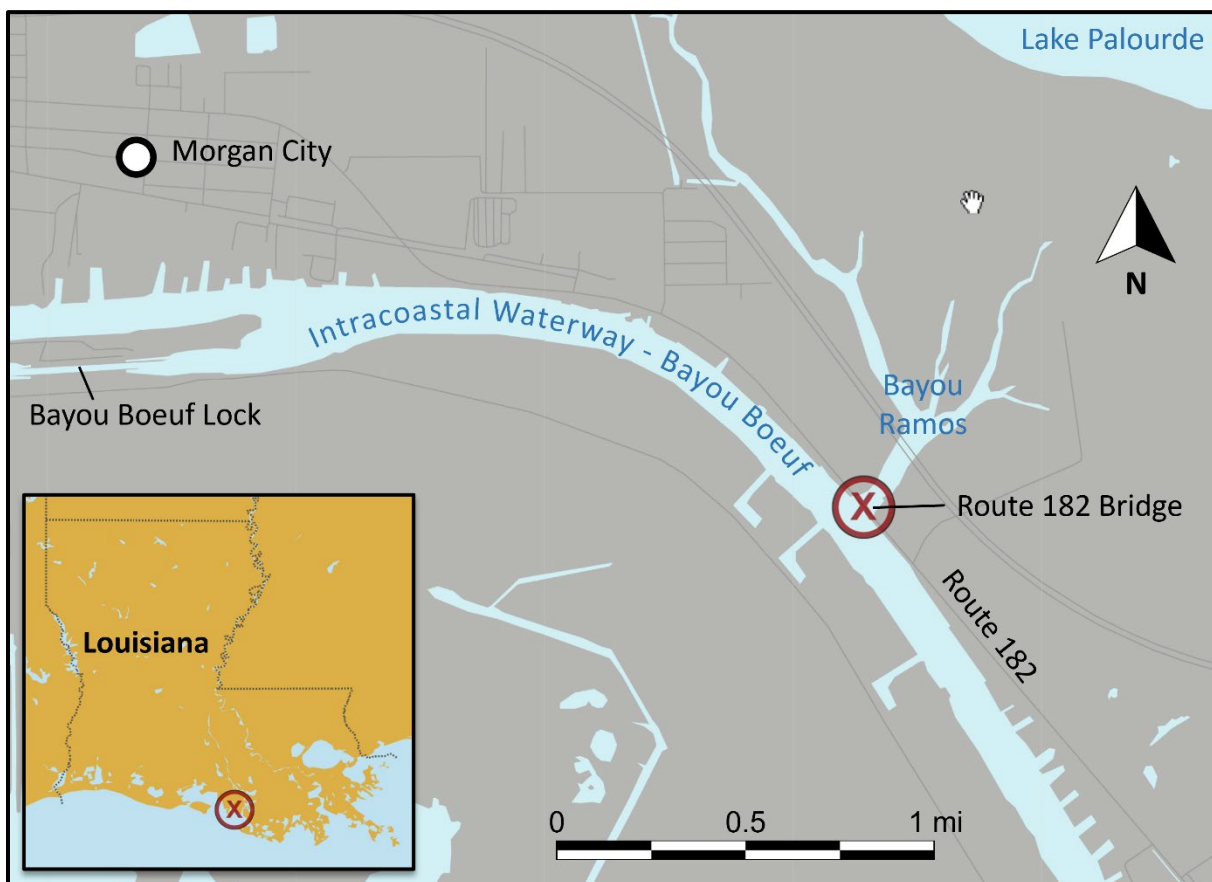 Lake Palourde
Morgan City
N
Intracoastal Waterway - Bayou Boeuf
Bayou
Ramos
Bayou Boeuf Lock
X
Route 182 Bridge
Route 182
Louisiana
X
0 0.5 1 mi